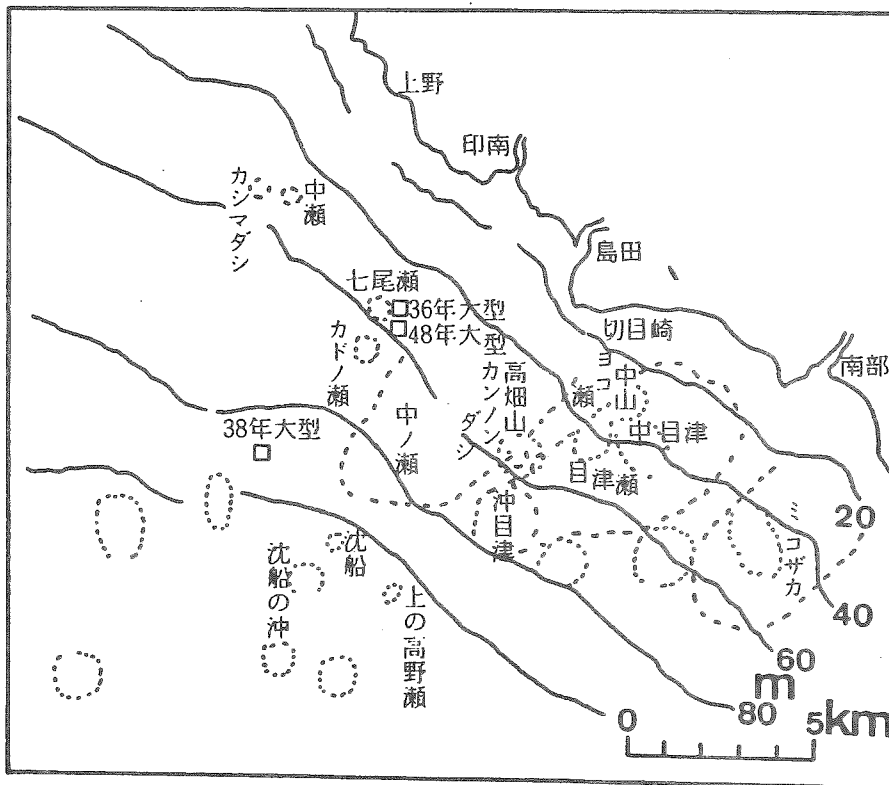 上野
印南
島田
切目崎
南部
カシマダシ
中瀬
七尾瀬
36年大型
48年大型
カドノ瀬
38年大型
中ノ瀬
カンノンダシ
高畑山
ヨコ瀬
中山
中目津
目津瀬
沖目津
ミコザカ
沈船
沈船の沖
上の高野瀬
20
40
60
80
m
0
5km